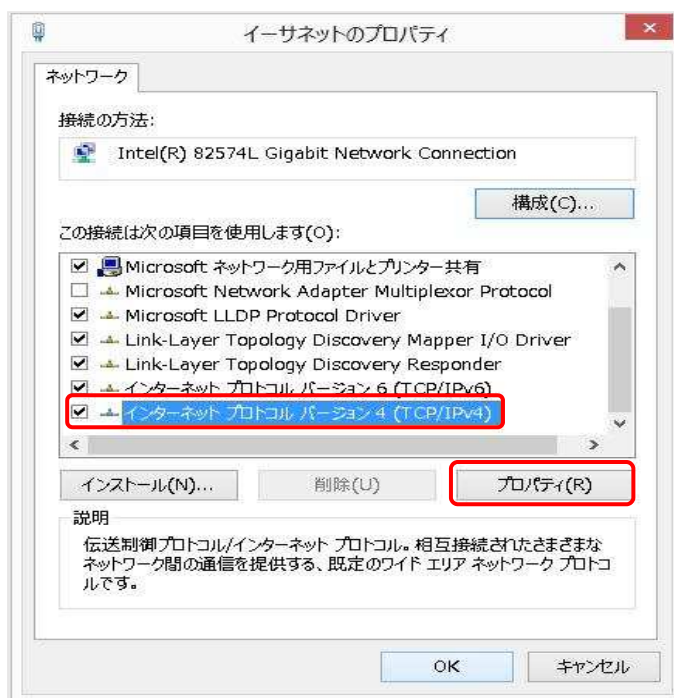 イーサネットのプロパティ
×
ネットワーク
接続の方法:
Intel(R) 82574L Gigabit Network Connection
構成(C)...
この接続は次の項目を使用します(O):
Microsoft ネットワーク用ファイルとプリンター共有
Microsoft Network Adapter Multiplexor Protocol
Microsoft LLDP Protocol Driver
Link-Layer Topology Discovery Mapper I/O Driver
Link-Layer Topology Discovery Responder
インターネット プロトコル バージョン 6 (TCP/IPv6)
インターネット プロトコル バージョン 4 (TCP/IPv4)
インストール(N)...
削除(U)
プロパティ(R)
説明
伝送制御プロトコル/インターネット プロトコル。相互接続されたさまざまな
ネットワーク間の通信を提供する、既定のワイド エリア ネットワーク プロトコ
ルです。
OK
キャンセル